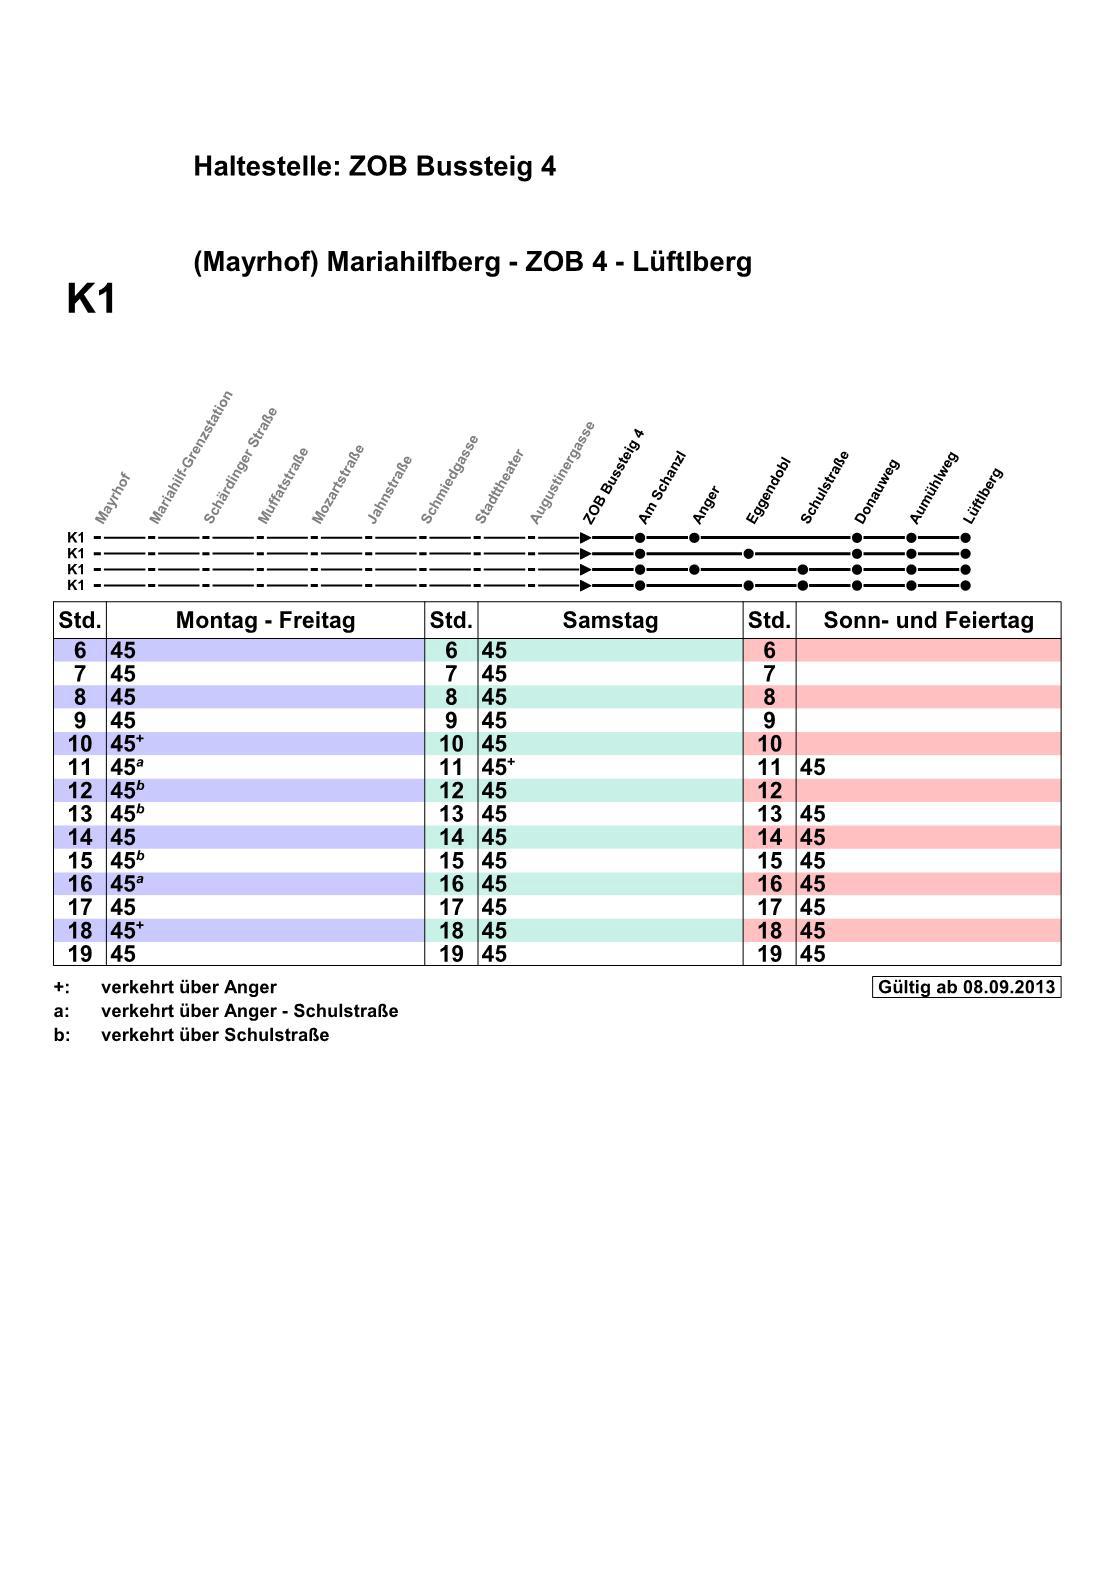 Haltestelle: ZOB Bussteig 4
(Mayrhof) Mariahilfberg - ZOB 4 - Lüftlberg
K1
Mayrhof
Mariahilf-Grenzstation
Schärdinger Straße
Muffatstraße
Mozartstraße
Jahnstraße
Schmiedgasse
Stadttheater
Augustinergasse
ZOB Bussteig 4
Am Schanzl
Anger
Eggendobl
Schulstraße
Donauweg
Aumühlweg
Lüftlberg
K1
K1
K1
K1
Std. Montag - Freitag Std. Samstag Std. Sonn- und Feiertag
6 45 6 45 6
7 45 7 45 7
8 45 8 45 8
9 45 9 45 9
10 45+ 10 45 10
11 45a 11 45+ 11 45
12 45b 12 45 12
13 45b 13 45 13 45
14 45 14 45 14 45
15 45b 15 45 15 45
16 45a 16 45 16 45
17 45 17 45 17 45
18 45+ 18 45 18 45
19 45 19 45 19 45
+: verkehrt über Anger Gültig ab 08.09.2013
a: verkehrt über Anger - Schulstraße
b: verkehrt über Schulstraße